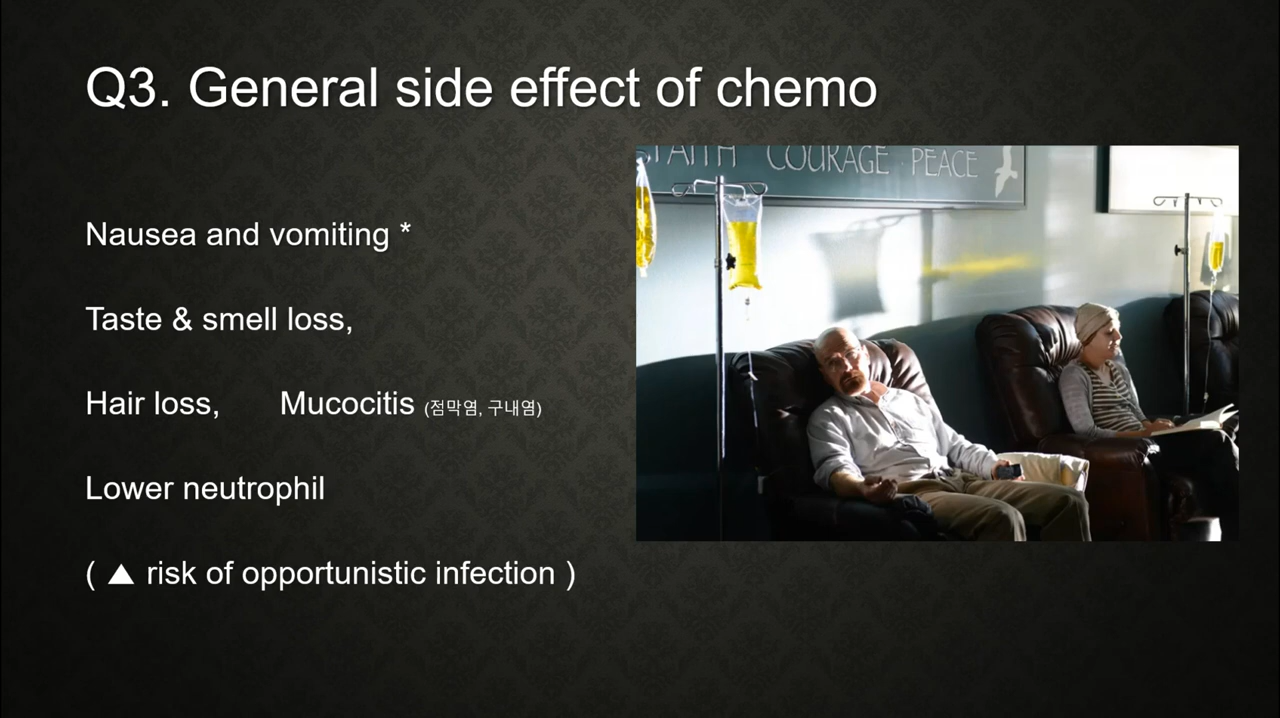 Q3. General side effect of chemo
FAITH COURAGE PEACE
Nausea and vomiting *
Taste & smell loss,
Hair loss, Mucocitis (점막염, 구내염)
Lower neutrophil
( ▲ risk of opportunistic infection )